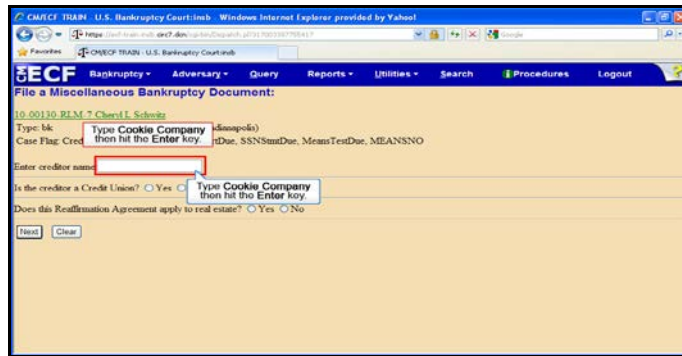 CM/ECF TRAIN - U.S. Bankruptcy Court:insb - Windows Internet Explorer provided by Yahoo!
Google
Favorites CM/ECF TRAIN - U.S. Bankruptcy Court:insb
ECF Bankruptcy Adversary Query Reports Utilities Search Procedures Logout ?
File a Miscellaneous Bankruptcy Document:
10-00130-RLM-7 Cheryl L Schwitz
Type: bk
Case Flag: Cred
Type Cookie Company
then hit the Enter key.
dianapolis)
rtDue, SSNStmtDue, MeansTestDue, MEANSNO
Enter creditor name
Is the creditor a Credit Union? Yes
Type Cookie Company
then hit the Enter key.
Does this Reaffirmation Agreement apply to real estate? Yes No
Next Clear